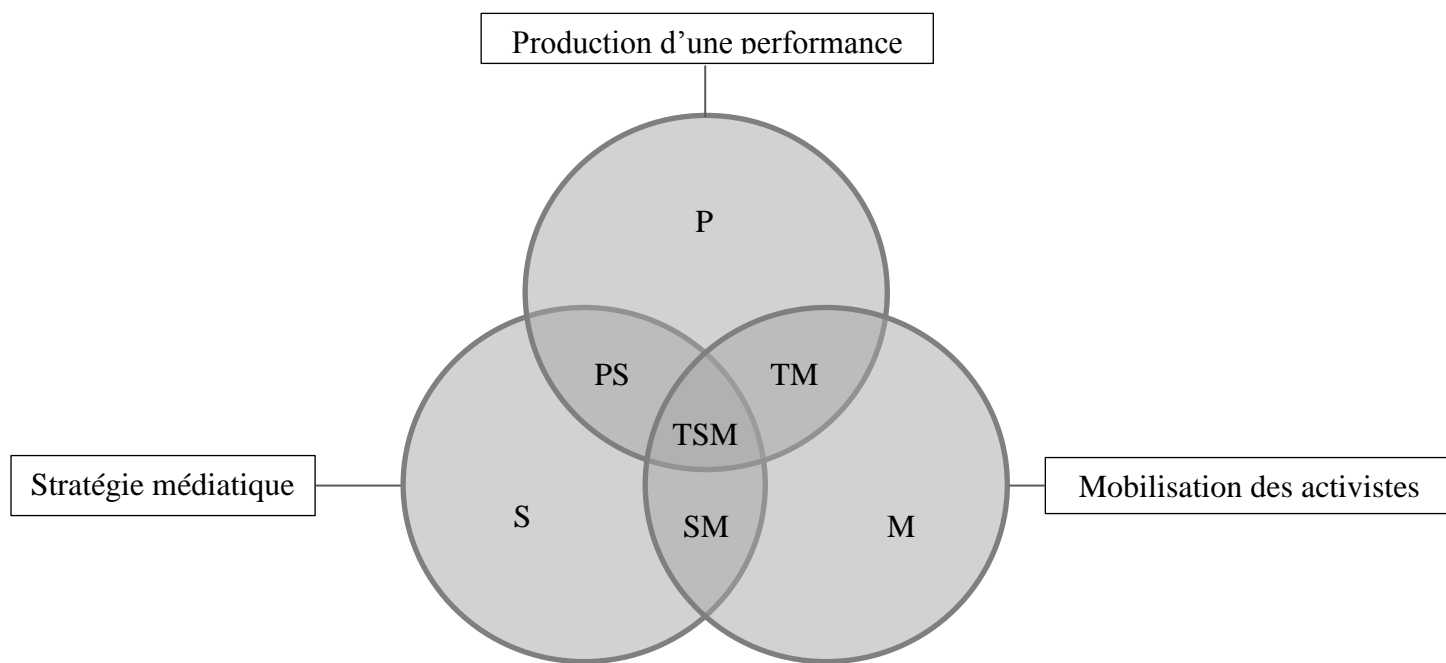 Production d’une performance
P
PS
TM
TSM
Stratégie médiatique
Mobilisation des activistes
S
SM
M